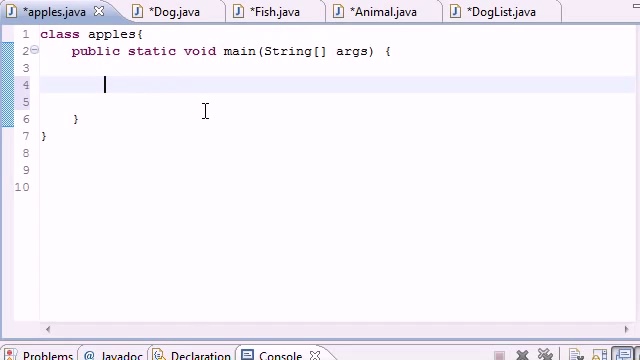 *apples.java *Dog.java *Fish.java *Animal.java *DogList.java
1 class apples{
2 public static void main(String[] args) {
3
4
5
6 }
7 }
8
9
10
Problems @ Javadoc Declaration Console